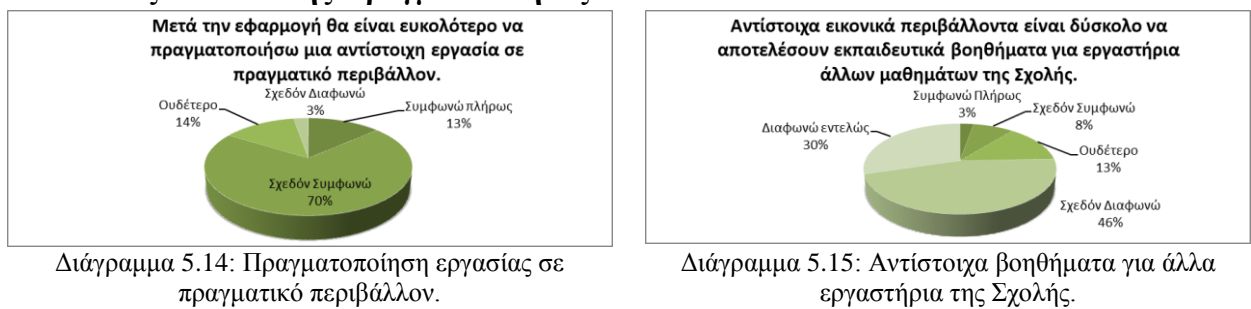 Μετά την εφαρμογή θα είναι ευκολότερο να
πραγματοποιήσω μια αντίστοιχη εργασία σε
πραγματικό περιβάλλον.
Σχεδόν Διαφωνώ
3%
Συμφωνώ πλήρως
13%
Ουδέτερο
14%
Σχεδόν Συμφωνώ
70%
Διάγραμμα 5.14: Πραγματοποίηση εργασίας σε
πραγματικό περιβάλλον.
Αντίστοιχα εικονικά περιβάλλοντα είναι δύσκολο να
αποτελέσουν εκπαιδευτικά βοηθήματα για εργαστήρια
άλλων μαθημάτων της Σχολής.
Συμφωνώ Πλήρως
3%
Σχεδόν Συμφωνώ
8%
Διαφωνώ εντελώς
30%
Ουδέτερο
13%
Σχεδόν Διαφωνώ
46%
Διάγραμμα 5.15: Αντίστοιχα βοηθήματα για άλλα
εργαστήρια της Σχολής.